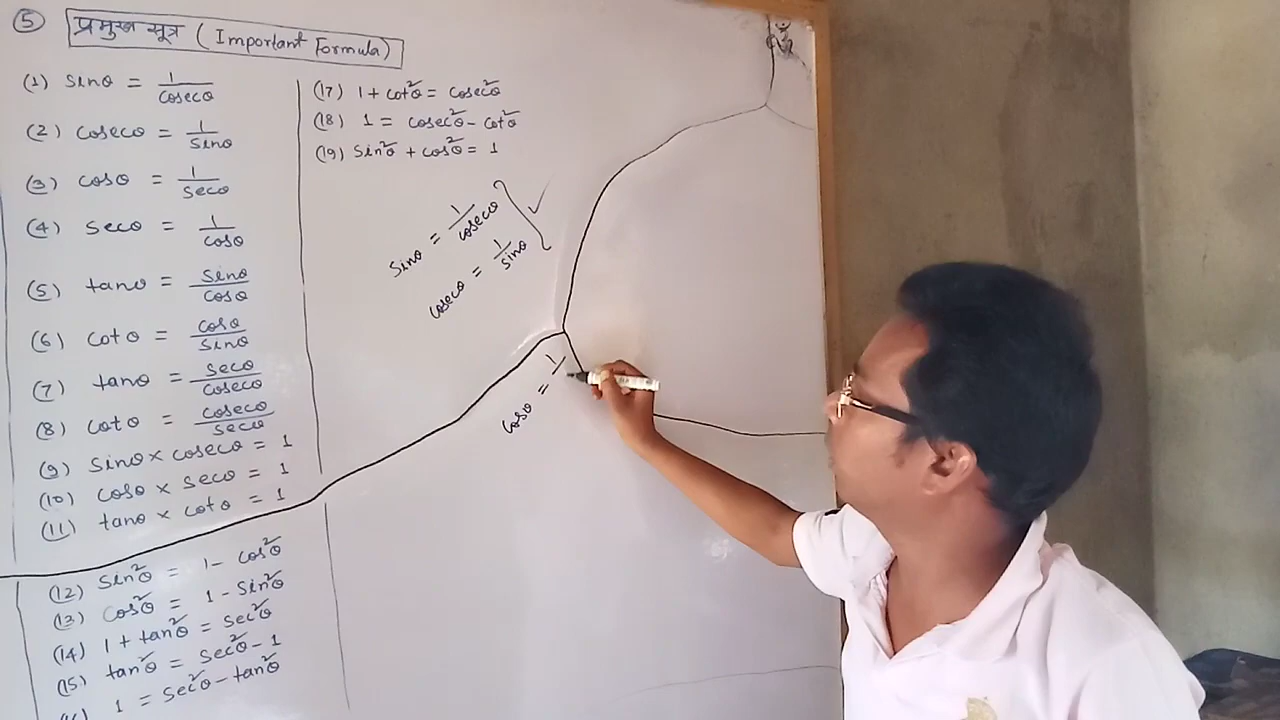 ⑤ प्रमुख सूत्र (Important Formula)
(1) sinθ = 1/cosecθ
(2) cosecθ = 1/sinθ
(3) cosθ = 1/secθ
(4) secθ = 1/cosθ
(5) tanθ = sinθ/cosθ
(6) cotθ = cosθ/sinθ
(7) tanθ = secθ/cosecθ
(8) cotθ = cosecθ/secθ
(9) sinθ × cosecθ = 1
(10) cosθ × secθ = 1
(11) tanθ × cotθ = 1
(12) sin²θ = 1 - cos²θ
(13) cos²θ = 1 - sin²θ
(14) 1 + tan²θ = sec²θ
(15) tan²θ = sec²θ - 1
1 = sec²θ - tan²θ
(17) 1 + cot²θ = cosec²θ
(18) 1 = cosec²θ - cot²θ
(19) sin²θ + cos²θ = 1
sinθ = 1/cosecθ
cosecθ = 1/sinθ
cosθ = 1/